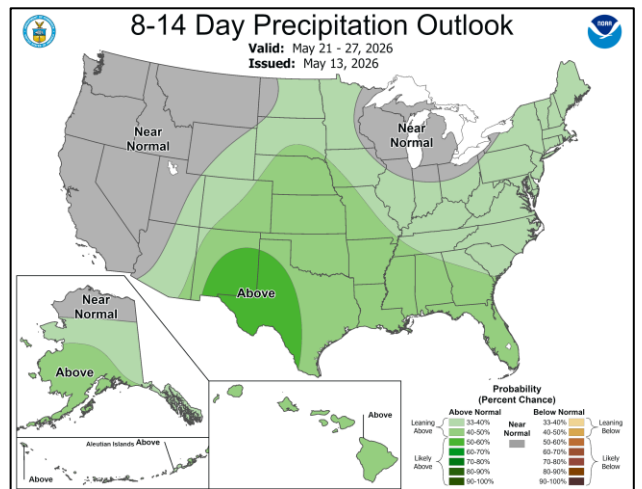 8-14 Day Precipitation Outlook
Valid: May 21 - 27, 2026
Issued: May 13, 2026
NOAA
Near
Normal
Near
Normal
Above
Near
Normal
Above
Aleutian Islands
Above
Above
Above
Probability
(Percent Chance)
Above Normal
Below Normal
Leaning
Above
33-40%
40-50%
Likely
Above
50-60%
60-70%
70-80%
80-90%
90-100%
Near
Normal
33-40%
40-50%
Leaning
Below
50-60%
60-70%
70-80%
80-90%
90-100%
Likely
Below